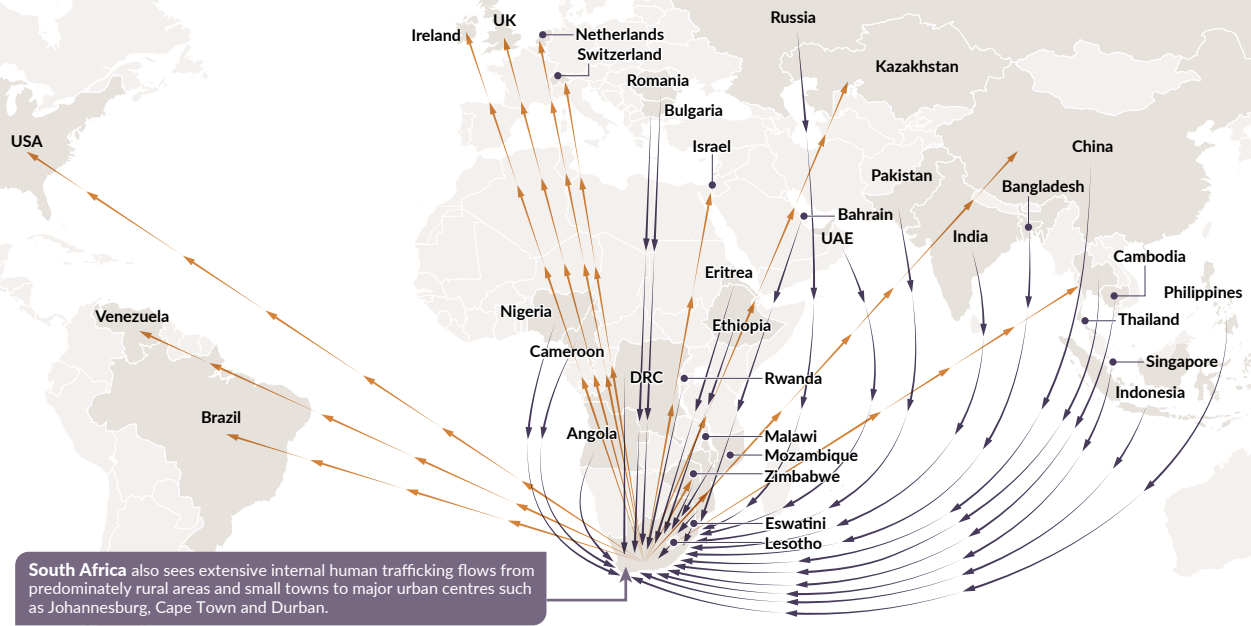 Russia
UK
Ireland
Netherlands
Switzerland
Kazakhstan
Romania
Bulgaria
USA
Israel
China
Pakistan
Bangladesh
Bahrain
UAE
India
Cambodia
Eritrea
Philippines
Nigeria
Venezuela
Ethiopia
Thailand
Cameroon
Singapore
DRC
Rwanda
Indonesia
Brazil
Angola
Malawi
Mozambique
Zimbabwe
Eswatini
Lesotho
South Africa also sees extensive internal human trafficking flows from
predominately rural areas and small towns to major urban centres such
as Johannesburg, Cape Town and Durban.